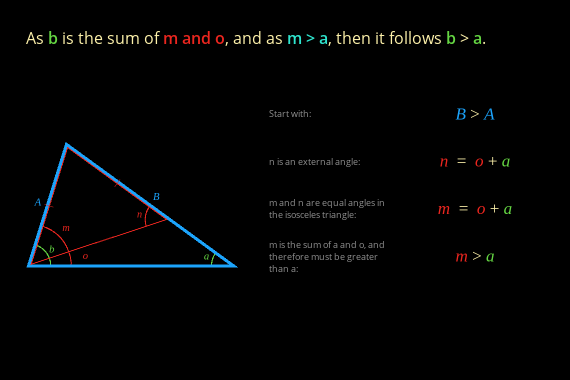 As b is the sum of m and o, and as m > a, then it follows b > a.
Start with:
B > A
n is an external angle:
n = o + a
m and n are equal angles in
the isosceles triangle:
m = o + a
m is the sum of a and o, and
therefore must be greater
than a:
m > a
A
B
m
n
b
o
a